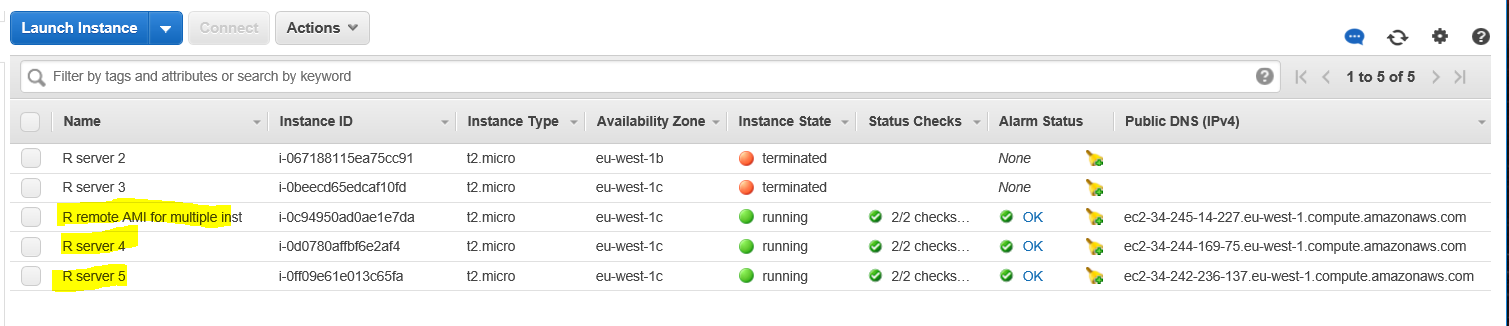 Launch Instance Connect Actions
Filter by tags and attributes or search by keyword 1 to 5 of 5
Name Instance ID Instance Type Availability Zone Instance State Status Checks Alarm Status Public DNS (IPv4)
R server 2 i-067188115ea75cc91 t2.micro eu-west-1b terminated None
R server 3 i-0beecd65edcaf10fd t2.micro eu-west-1c terminated None
R remote AMI for multiple inst i-0c94950ad0ae1e7da t2.micro eu-west-1c running 2/2 checks… OK ec2-34-245-14-227.eu-west-1.compute.amazonaws.com
R server 4 i-0d0780affbf6e2af4 t2.micro eu-west-1c running 2/2 checks… OK ec2-34-244-169-75.eu-west-1.compute.amazonaws.com
R server 5 i-0ff09e61e013c65fa t2.micro eu-west-1c running 2/2 checks… OK ec2-34-242-236-137.eu-west-1.compute.amazonaws.com